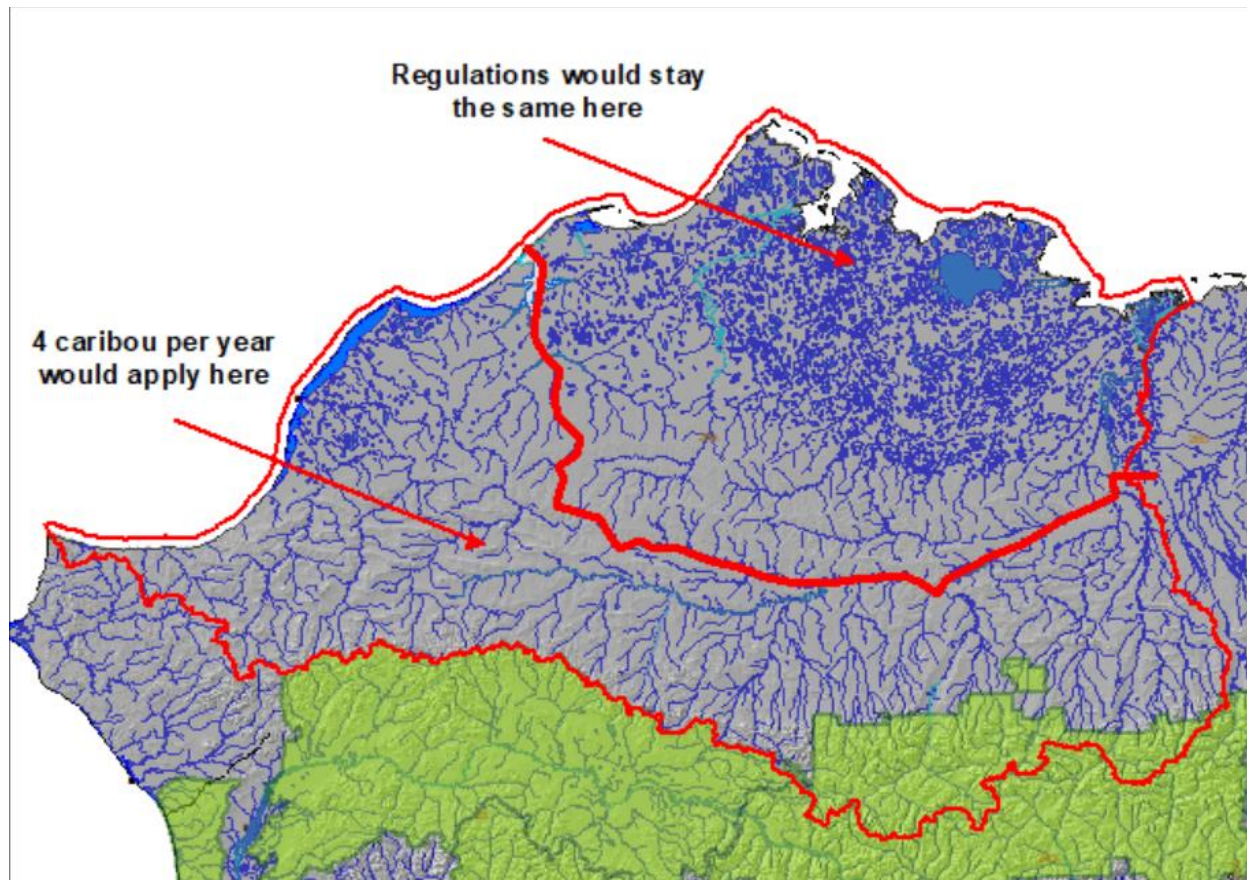 Regulations would stay
the same here
4 caribou per year
would apply here